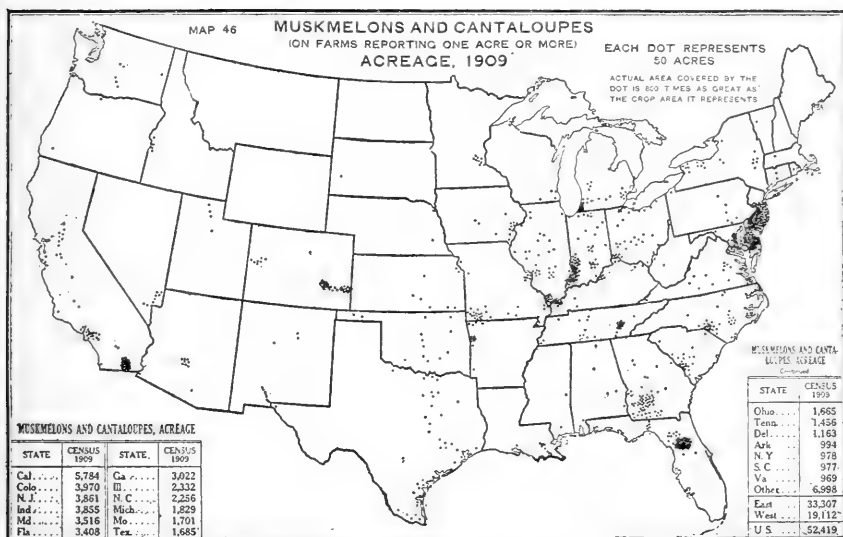 MAP 46
MUSKMELONS AND CANTALOUPES
(ON FARMS REPORTING ONE ACRE OR MORE)
ACREAGE, 1909
EACH DOT REPRESENTS
50 ACRES
ACTUAL AREA COVERED BY THE
DOT IS 800 TIMES AS GREAT AS
THE CROP AREA IT REPRESENTS
MUSKMELONS AND CANTALOUPES, ACREAGE
STATE CENSUS 1909 STATE. CENSUS 1909
Cal..... 5,784 Ga .... 3,022
Colo.... 3,970 Ill..... 2,332
N. J..... 3,861 N. C.... 2,256
Ind..... 3,855 Mich.... 1,829
Md..... 3,516 Mo..... 1,701
Fla..... 3,408 Tex.... 1,685
MUSKMELONS AND CANTA-
LOUPES, ACREAGE
Continued
STATE CENSUS 1909
Ohio.... 1,665
Tenn.... 1,456
Del..... 1,163
Ark.... 994
N. Y.... 978
S. C.... 977
Va..... 969
Other.. 6,998
East ... 33,307
West ... 19,112
U. S.... 52,419